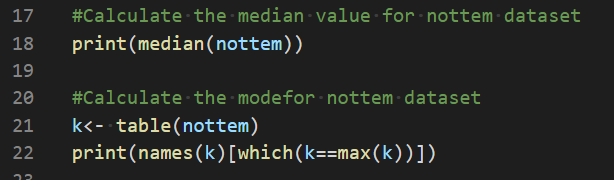 17 #Calculate the median value for nottem dataset
18 print(median(nottem))
19
20 #Calculate the modefor nottem dataset
21 k<- table(nottem)
22 print(names(k)[which(k==max(k))])